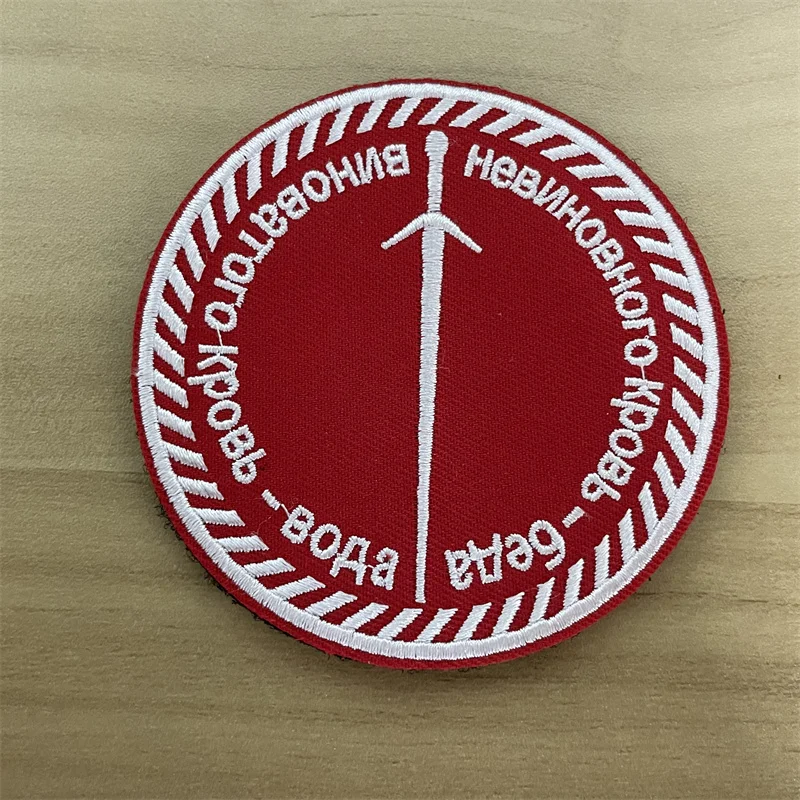 невиновного кровь - беда
виноватого кровь - вода